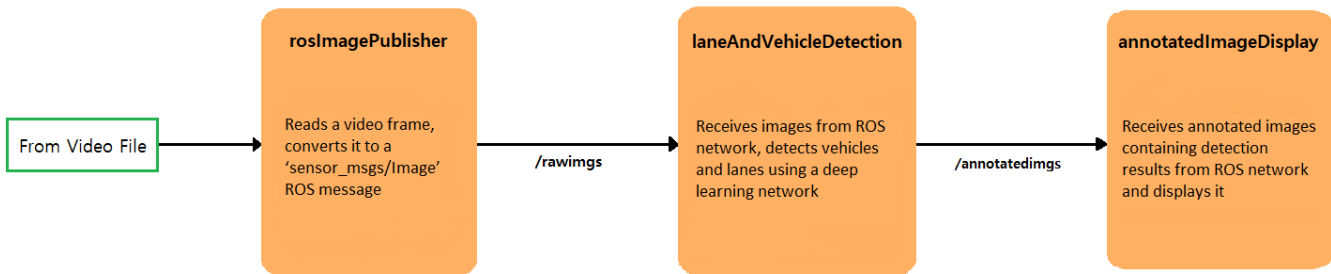 From Video File
rosImagePublisher
Reads a video frame,
converts it to a
‘sensor_msgs/Image’
ROS message
/rawimgs
laneAndVehicleDetection
Receives images from ROS
network, detects vehicles
and lanes using a deep
learning network
/annotatedimgs
annotatedImageDisplay
Receives annotated images
containing detection
results from ROS network
and displays it